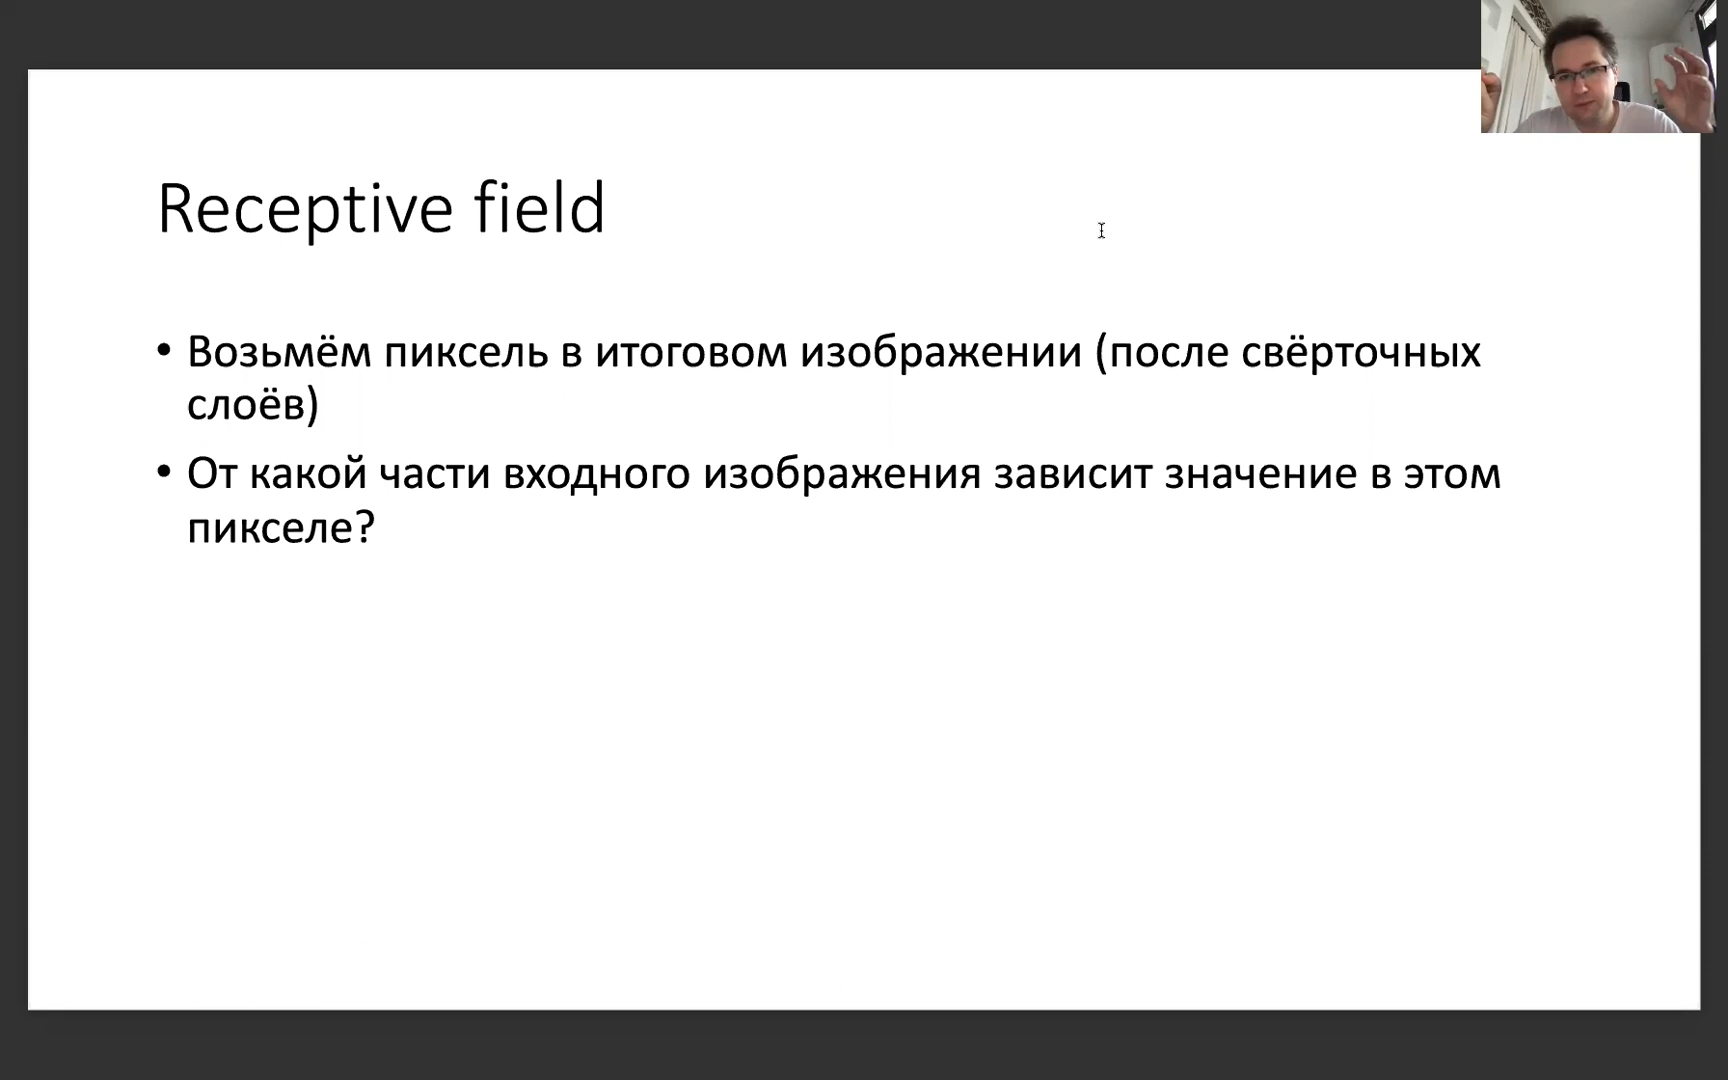 Receptive field
• Возьмём пиксель в итоговом изображении (после свёрточных
слоёв)
• От какой части входного изображения зависит значение в этом
пикселе?